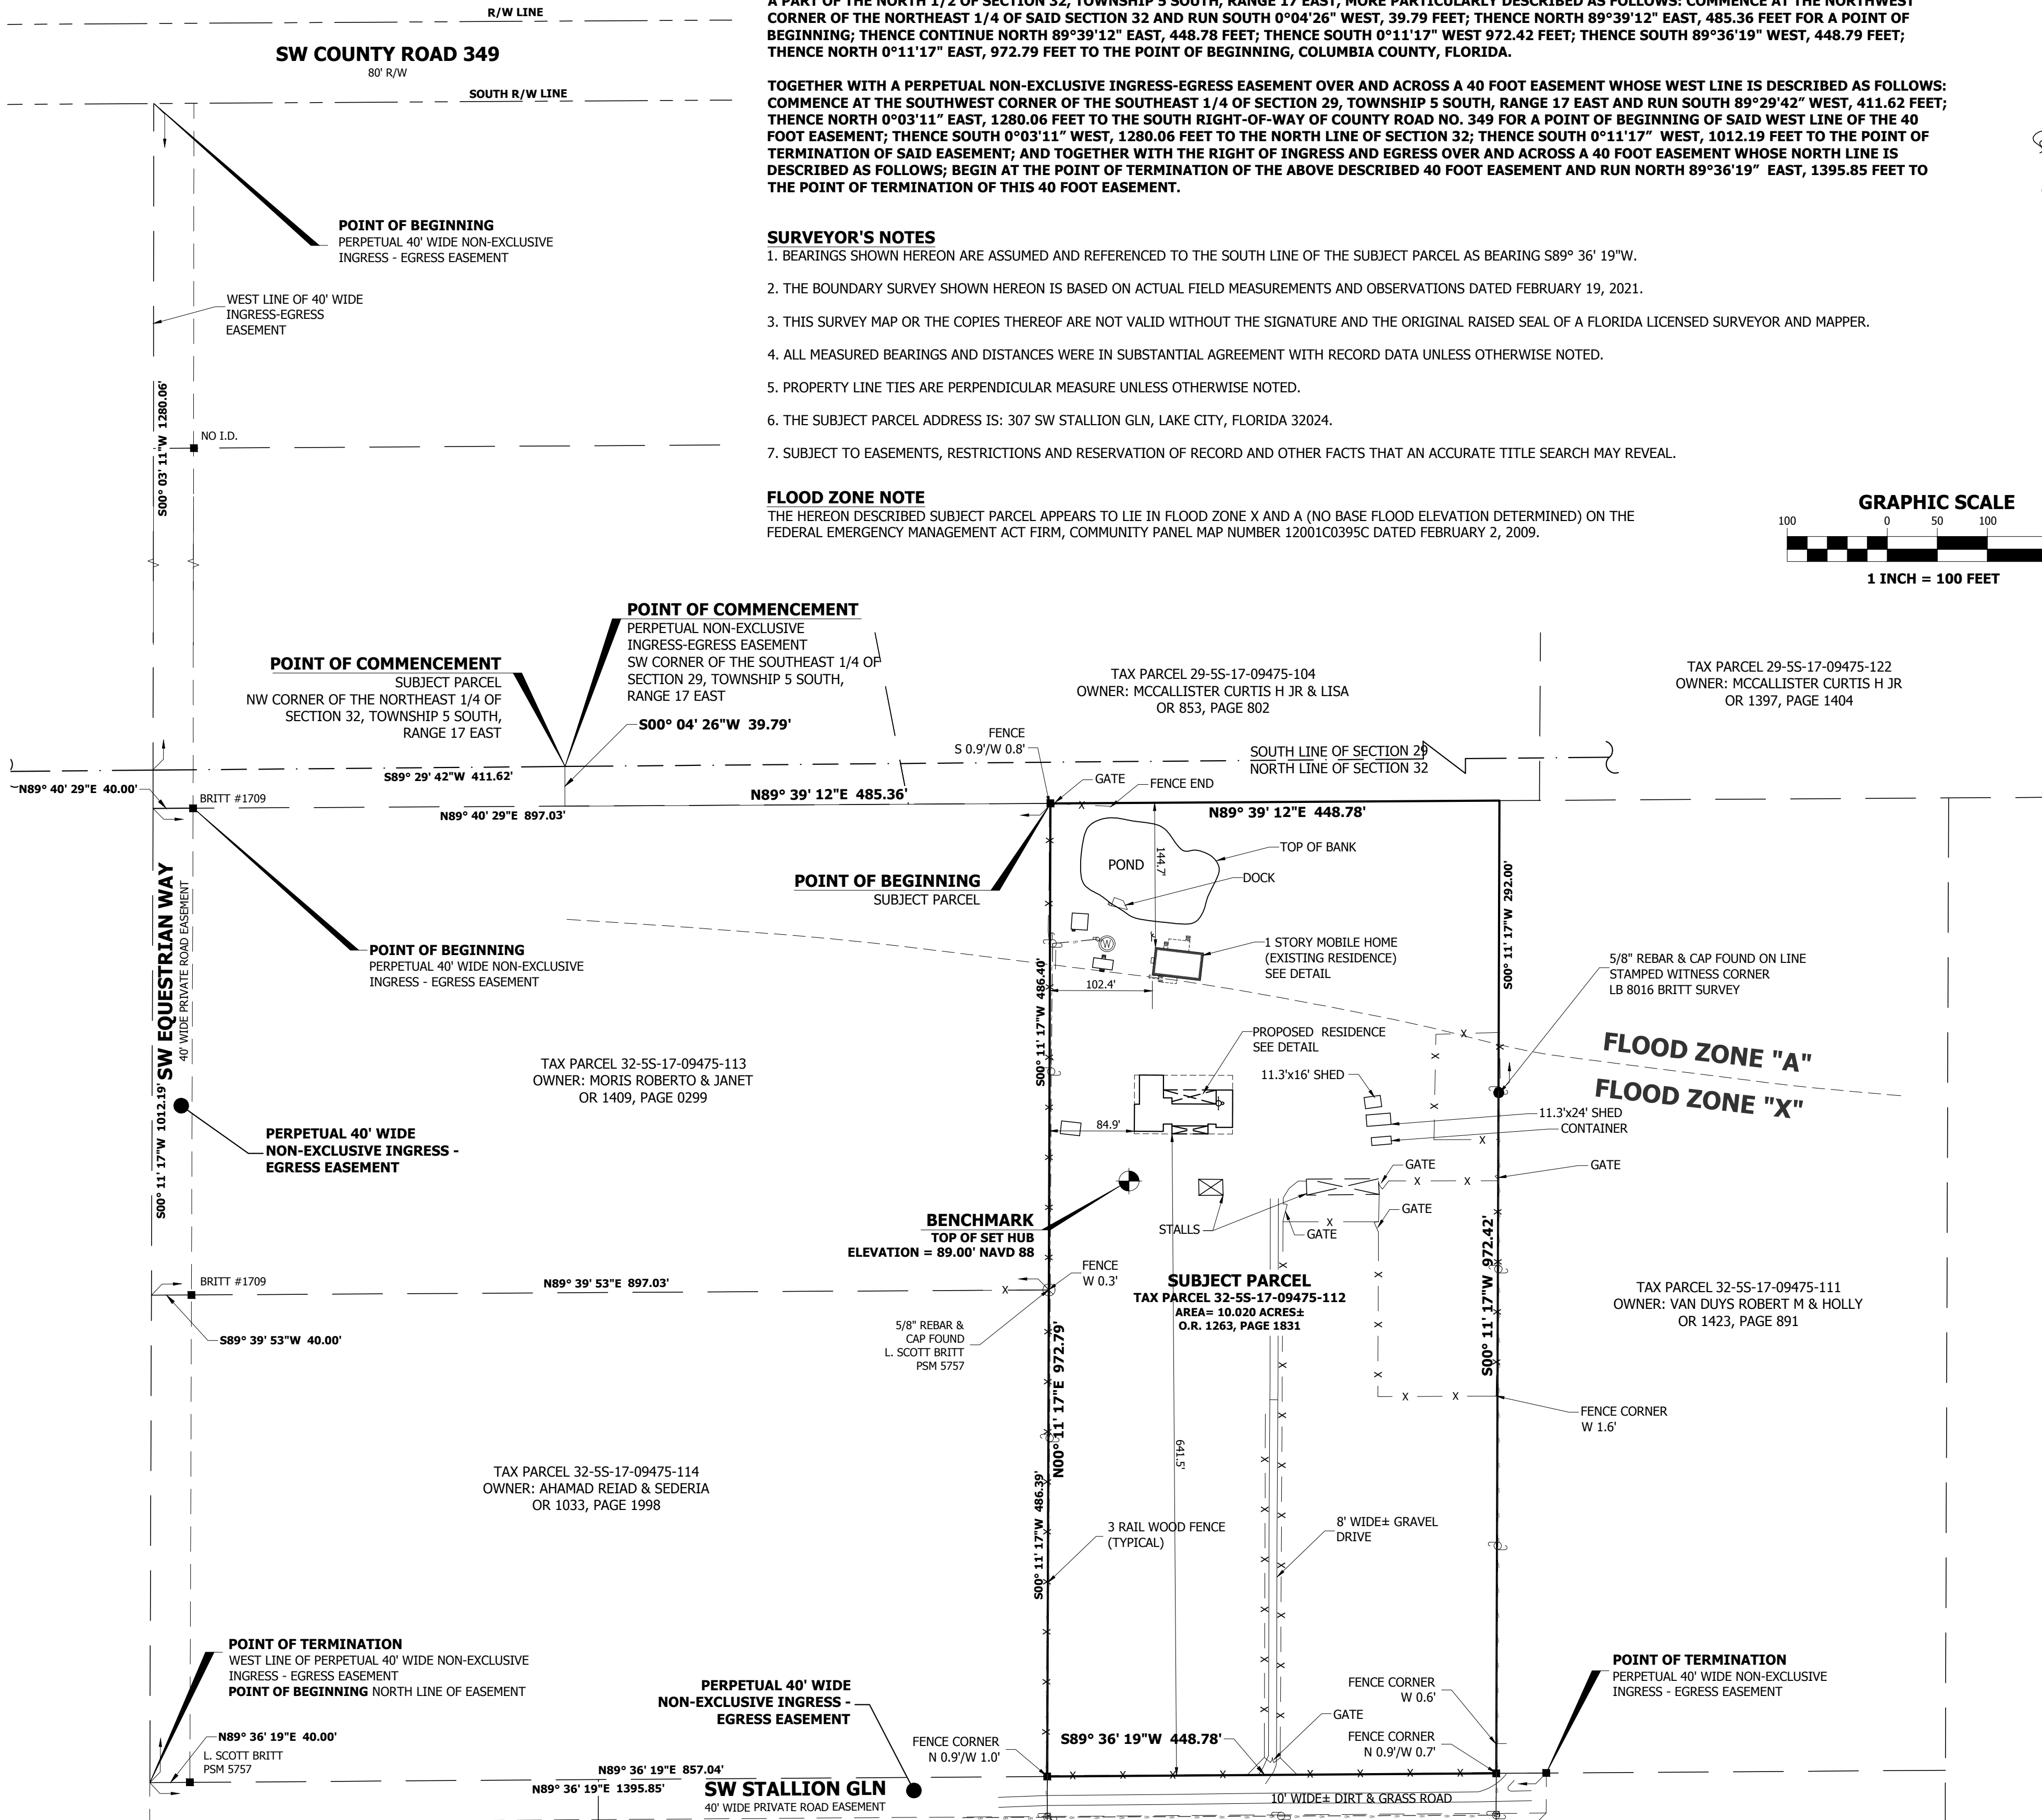 A PART OF THE NORTH 1/2 OF SECTION 32, TOWNSHIP 5 SOUTH, RANGE 17 EAST, MORE PARTICULARLY DESCRIBED AS FOLLOWS: COMMENCE AT THE NORTHWEST
CORNER OF THE NORTHEAST 1/4 OF SAID SECTION 32 AND RUN SOUTH 0°04'26" WEST, 39.79 FEET; THENCE NORTH 89°39'12" EAST, 485.36 FEET FOR A POINT OF
BEGINNING; THENCE CONTINUE NORTH 89°39'12" EAST, 448.78 FEET; THENCE SOUTH 0°11'17" WEST 972.42 FEET; THENCE SOUTH 89°36'19" WEST, 448.79 FEET;
THENCE NORTH 0°11'17" EAST, 972.79 FEET TO THE POINT OF BEGINNING, COLUMBIA COUNTY, FLORIDA.
TOGETHER WITH A PERPETUAL NON-EXCLUSIVE INGRESS-EGRESS EASEMENT OVER AND ACROSS A 40 FOOT EASEMENT WHOSE WEST LINE IS DESCRIBED AS FOLLOWS:
COMMENCE AT THE SOUTHWEST CORNER OF THE SOUTHEAST 1/4 OF SECTION 29, TOWNSHIP 5 SOUTH, RANGE 17 EAST AND RUN SOUTH 89°29'42” WEST, 411.62 FEET;
THENCE NORTH 0°03'11” EAST, 1280.06 FEET TO THE SOUTH RIGHT-OF-WAY OF COUNTY ROAD NO. 349 FOR A POINT OF BEGINNING OF SAID WEST LINE OF THE 40
FOOT EASEMENT; THENCE SOUTH 0°03'11” WEST, 1280.06 FEET TO THE NORTH LINE OF SECTION 32; THENCE SOUTH 0°11'17” WEST, 1012.19 FEET TO THE POINT OF
TERMINATION OF SAID EASEMENT; AND TOGETHER WITH THE RIGHT OF INGRESS AND EGRESS OVER AND ACROSS A 40 FOOT EASEMENT WHOSE NORTH LINE IS
DESCRIBED AS FOLLOWS; BEGIN AT THE POINT OF TERMINATION OF THE ABOVE DESCRIBED 40 FOOT EASEMENT AND RUN NORTH 89°36'19” EAST, 1395.85 FEET TO
THE POINT OF TERMINATION OF THIS 40 FOOT EASEMENT.
R/W LINE
SW COUNTY ROAD 349
80' R/W
SOUTH R/W LINE
POINT OF BEGINNING
PERPETUAL 40' WIDE NON-EXCLUSIVE
INGRESS - EGRESS EASEMENT
WEST LINE OF 40' WIDE
INGRESS-EGRESS
EASEMENT
S00° 03' 11"W 1280.06'
NO I.D.
SURVEYOR'S NOTES
1. BEARINGS SHOWN HEREON ARE ASSUMED AND REFERENCED TO THE SOUTH LINE OF THE SUBJECT PARCEL AS BEARING S89° 36' 19"W.
2. THE BOUNDARY SURVEY SHOWN HEREON IS BASED ON ACTUAL FIELD MEASUREMENTS AND OBSERVATIONS DATED FEBRUARY 19, 2021.
3. THIS SURVEY MAP OR THE COPIES THEREOF ARE NOT VALID WITHOUT THE SIGNATURE AND THE ORIGINAL RAISED SEAL OF A FLORIDA LICENSED SURVEYOR AND MAPPER.
4. ALL MEASURED BEARINGS AND DISTANCES WERE IN SUBSTANTIAL AGREEMENT WITH RECORD DATA UNLESS OTHERWISE NOTED.
5. PROPERTY LINE TIES ARE PERPENDICULAR MEASURE UNLESS OTHERWISE NOTED.
6. THE SUBJECT PARCEL ADDRESS IS: 307 SW STALLION GLN, LAKE CITY, FLORIDA 32024.
7. SUBJECT TO EASEMENTS, RESTRICTIONS AND RESERVATION OF RECORD AND OTHER FACTS THAT AN ACCURATE TITLE SEARCH MAY REVEAL.
FLOOD ZONE NOTE
THE HEREON DESCRIBED SUBJECT PARCEL APPEARS TO LIE IN FLOOD ZONE X AND A (NO BASE FLOOD ELEVATION DETERMINED) ON THE
FEDERAL EMERGENCY MANAGEMENT ACT FIRM, COMMUNITY PANEL MAP NUMBER 12001C0395C DATED FEBRUARY 2, 2009.
GRAPHIC SCALE
100 0 50 100
1 INCH = 100 FEET
POINT OF COMMENCEMENT
PERPETUAL NON-EXCLUSIVE
INGRESS-EGRESS EASEMENT
SW CORNER OF THE SOUTHEAST 1/4 OF
SECTION 29, TOWNSHIP 5 SOUTH,
RANGE 17 EAST
POINT OF COMMENCEMENT
SUBJECT PARCEL
NW CORNER OF THE NORTHEAST 1/4 OF
SECTION 32, TOWNSHIP 5 SOUTH,
RANGE 17 EAST
S00° 04' 26"W 39.79'
TAX PARCEL 29-5S-17-09475-104
OWNER: MCCALLISTER CURTIS H JR & LISA
OR 853, PAGE 802
TAX PARCEL 29-5S-17-09475-122
OWNER: MCCALLISTER CURTIS H JR
OR 1397, PAGE 1404
FENCE
S 0.9'/W 0.8'
SOUTH LINE OF SECTION 29
NORTH LINE OF SECTION 32
S89° 29' 42"W 411.62'
N89° 40' 29"E 40.00'
BRITT #1709
N89° 39' 12"E 485.36'
N89° 40' 29"E 897.03'
GATE
FENCE END
N89° 39' 12"E 448.78'
144.7'
TOP OF BANK
POND
DOCK
POINT OF BEGINNING
SUBJECT PARCEL
S00° 11' 17"W 292.00'
POINT OF BEGINNING
PERPETUAL 40' WIDE NON-EXCLUSIVE
INGRESS - EGRESS EASEMENT
SW EQUESTRIAN WAY
40' WIDE PRIVATE ROAD EASEMENT
W
1 STORY MOBILE HOME
(EXISTING RESIDENCE)
SEE DETAIL
102.4'
S00° 11' 17"W 486.40'
5/8" REBAR & CAP FOUND ON LINE
STAMPED WITNESS CORNER
LB 8016 BRITT SURVEY
PROPOSED RESIDENCE
SEE DETAIL
FLOOD ZONE "A"
FLOOD ZONE "X"
11.3'x16' SHED
11.3'x24' SHED
CONTAINER
84.9'
TAX PARCEL 32-5S-17-09475-113
OWNER: MORIS ROBERTO & JANET
OR 1409, PAGE 0299
S00° 11' 17"W 1012.19'
PERPETUAL 40' WIDE
NON-EXCLUSIVE INGRESS -
EGRESS EASEMENT
GATE
GATE
GATE
GATE
STALLS
BENCHMARK
TOP OF SET HUB
ELEVATION = 89.00' NAVD 88
BRITT #1709
N89° 39' 53"E 897.03'
S89° 39' 53"W 40.00'
FENCE
W 0.3'
5/8" REBAR &
CAP FOUND
L. SCOTT BRITT
PSM 5757
SUBJECT PARCEL
TAX PARCEL 32-5S-17-09475-112
AREA= 10.020 ACRES±
O.R. 1263, PAGE 1831
S00° 11' 17"W 972.42'
TAX PARCEL 32-5S-17-09475-111
OWNER: VAN DUYS ROBERT M & HOLLY
OR 1423, PAGE 891
N00° 11' 17"E 972.79'
FENCE CORNER
W 1.6'
641.5'
TAX PARCEL 32-5S-17-09475-114
OWNER: AHAMAD REIAD & SEDERIA
OR 1033, PAGE 1998
S00° 11' 17"W 486.39'
3 RAIL WOOD FENCE
(TYPICAL)
8' WIDE± GRAVEL
DRIVE
POINT OF TERMINATION
WEST LINE OF PERPETUAL 40' WIDE NON-EXCLUSIVE
INGRESS - EGRESS EASEMENT
POINT OF BEGINNING NORTH LINE OF EASEMENT
PERPETUAL 40' WIDE
NON-EXCLUSIVE INGRESS -
EGRESS EASEMENT
FENCE CORNER
W 0.6'
POINT OF TERMINATION
PERPETUAL 40' WIDE NON-EXCLUSIVE
INGRESS - EGRESS EASEMENT
GATE
N89° 36' 19"E 40.00'
L. SCOTT BRITT
PSM 5757
FENCE CORNER
N 0.9'/W 1.0'
S89° 36' 19"W 448.78'
FENCE CORNER
N 0.9'/W 0.7'
N89° 36' 19"E 857.04'
N89° 36' 19"E 1395.85'
SW STALLION GLN
40' WIDE PRIVATE ROAD EASEMENT
10' WIDE± DIRT & GRASS ROAD